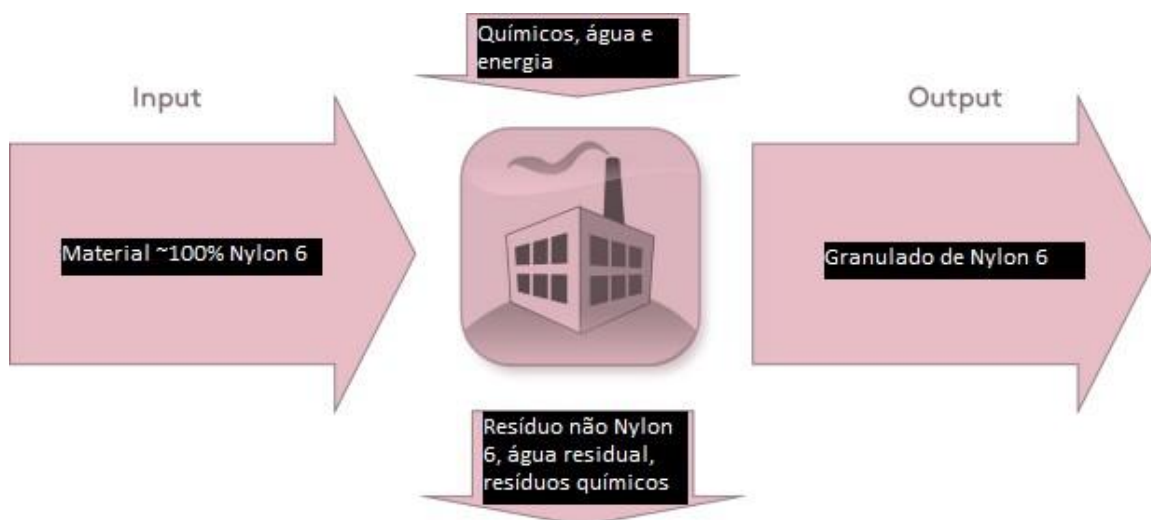 Químicos, água e
energia
Input
Output
Material ~100% Nylon 6
Granulado de Nylon 6
Resíduo não Nylon
6, água residual,
resíduos químicos